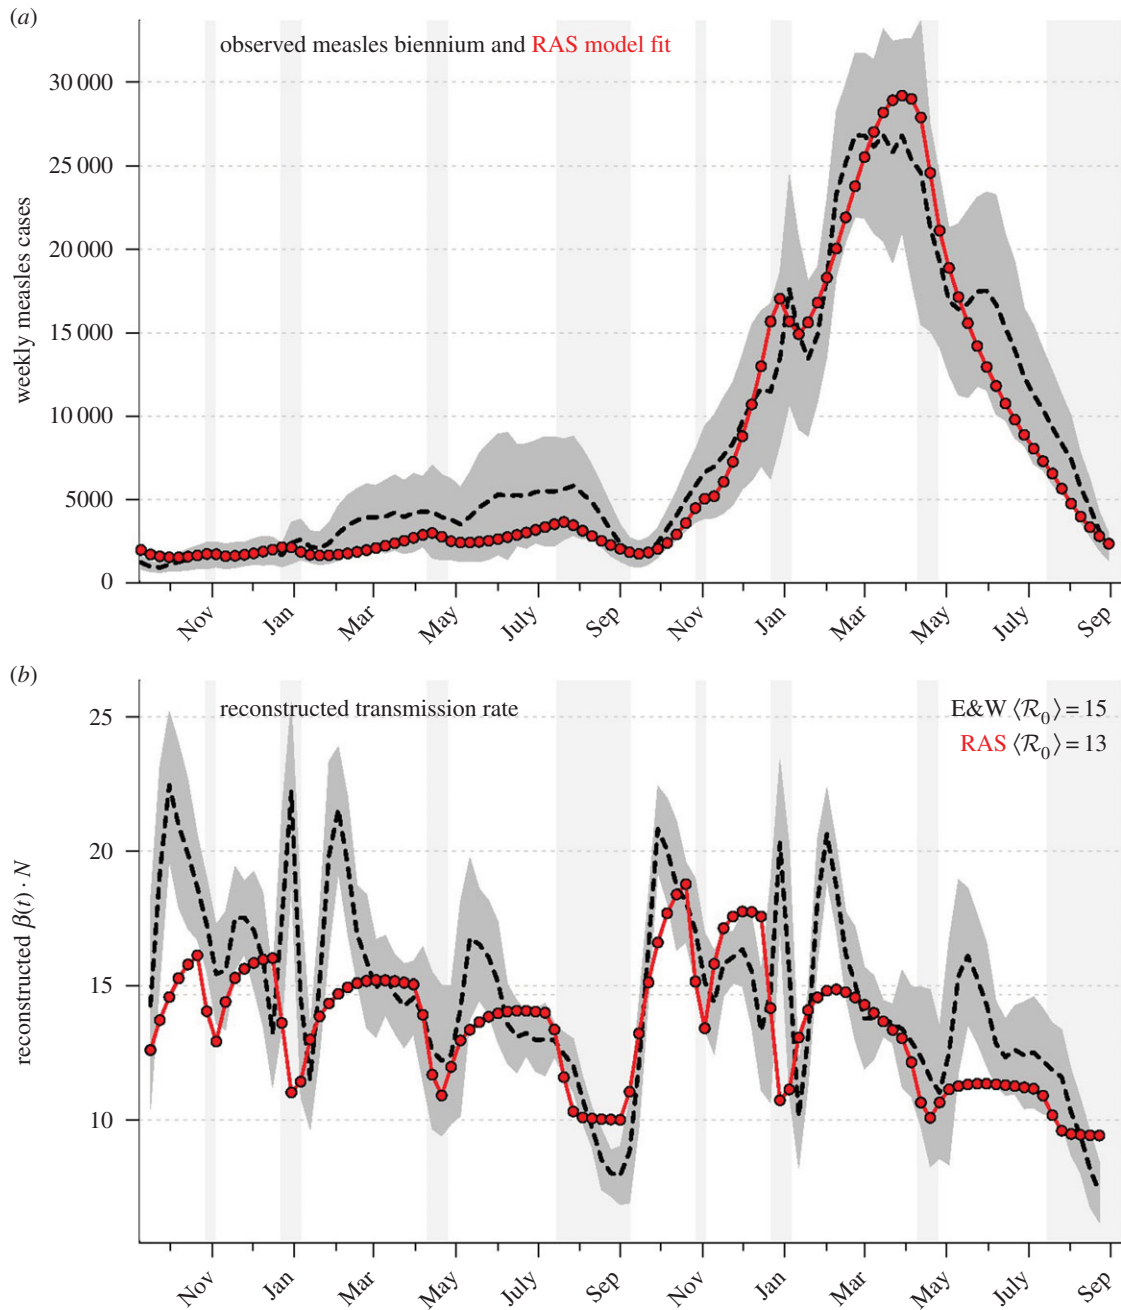 (a)
observed measles biennium and RAS model fit
weekly measles cases
30 000
25 000
20 000
15 000
10 000
5000
0
Nov
Jan
Mar
May
July
Sep
Nov
Jan
Mar
May
July
Sep
(b)
reconstructed transmission rate
E&W ⟨ℛ₀⟩ = 15
RAS ⟨ℛ₀⟩ = 13
reconstructed β(t) · N
25
20
15
10
Nov
Jan
Mar
May
July
Sep
Nov
Jan
Mar
May
July
Sep